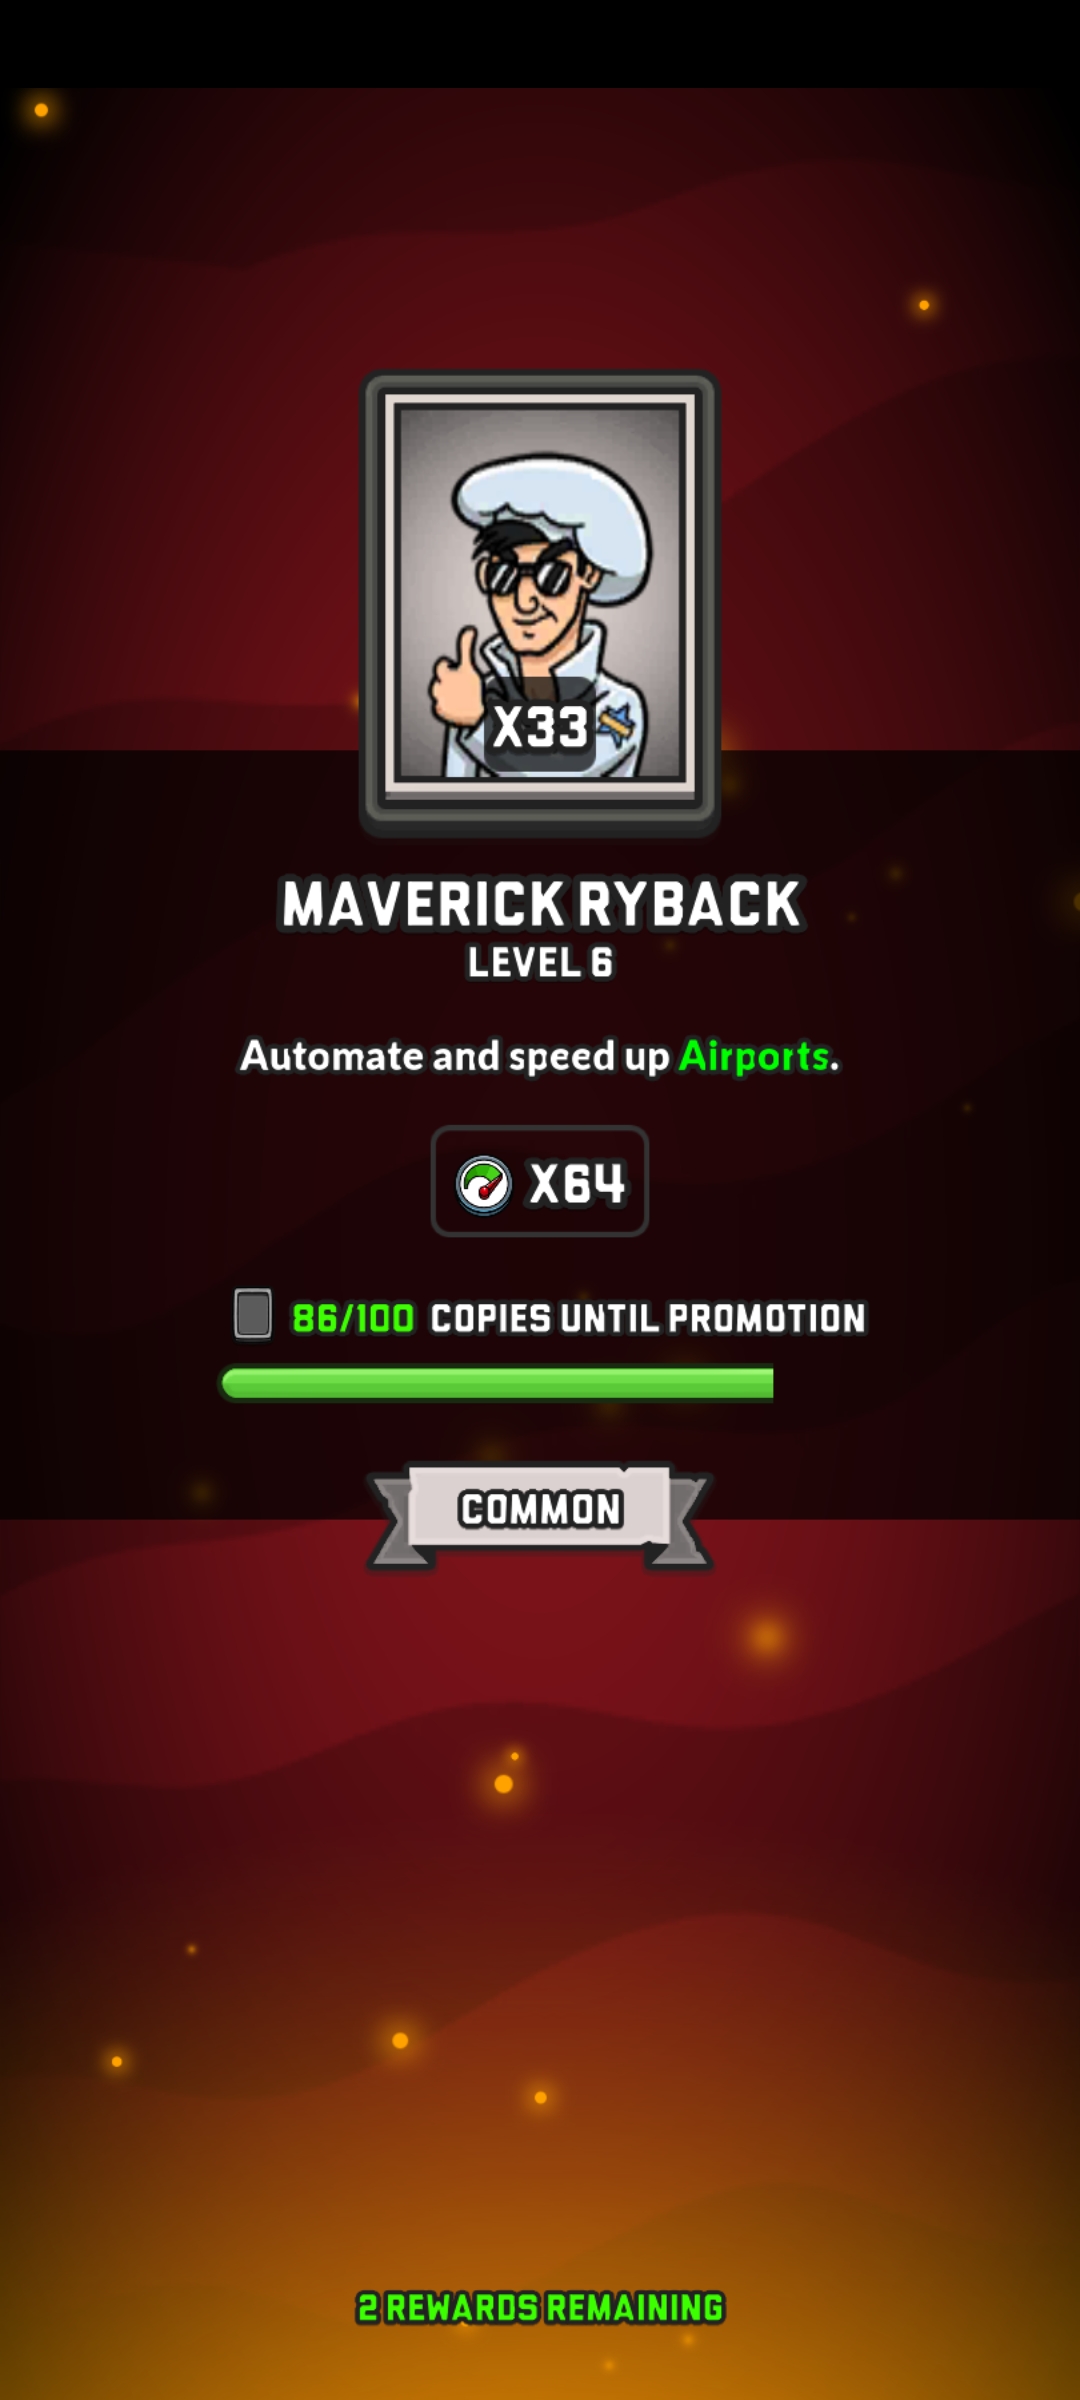 X33
MAVERICK RYBACK
LEVEL 6
Automate and speed up Airports.
X64
86/100 COPIES UNTIL PROMOTION
COMMON
2 REWARDS REMAINING